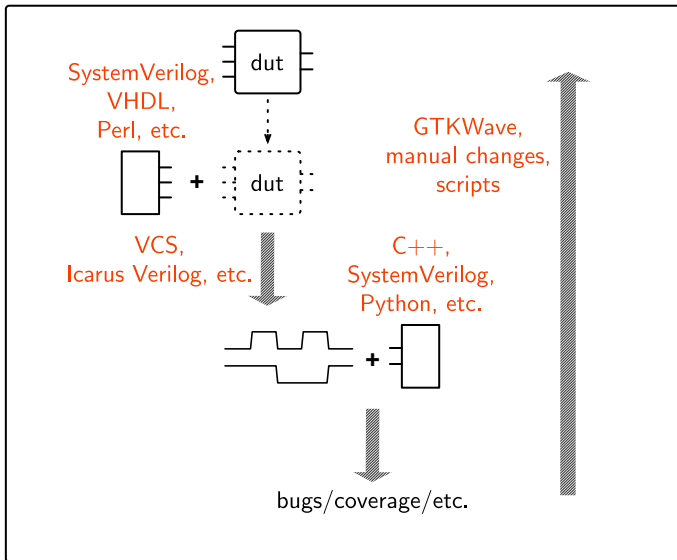 dut
SystemVerilog,
VHDL,
Perl, etc.
+
dut
GTKWave,
manual changes,
scripts
VCS,
Icarus Verilog, etc.
C++,
SystemVerilog,
Python, etc.
+
bugs/coverage/etc.